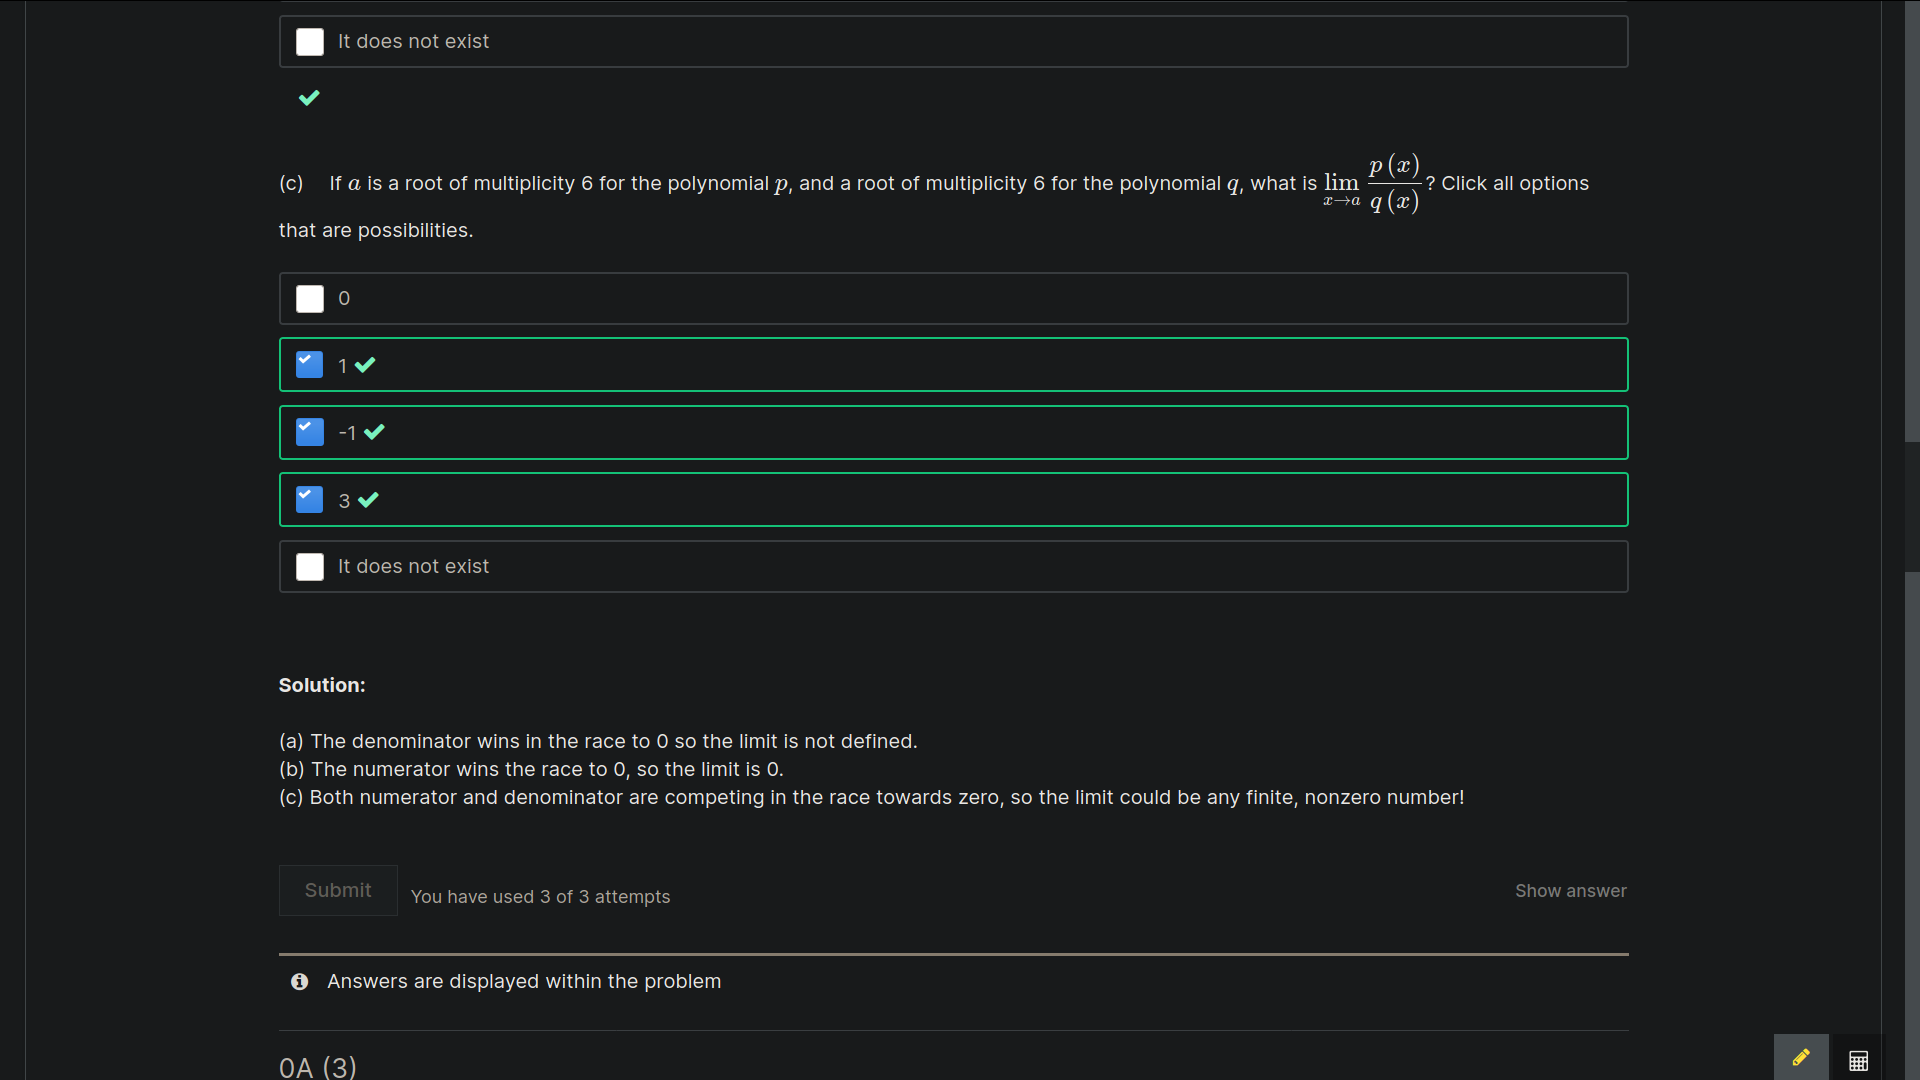 It does not exist
(c) If a is a root of multiplicity 6 for the polynomial p, and a root of multiplicity 6 for the polynomial q, what is lim x→a p(x)/q(x)? Click all options
that are possibilities.
0
1
-1
3
It does not exist
Solution:
(a) The denominator wins in the race to 0 so the limit is not defined.
(b) The numerator wins the race to 0, so the limit is 0.
(c) Both numerator and denominator are competing in the race towards zero, so the limit could be any finite, nonzero number!
Submit
You have used 3 of 3 attempts
Show answer
Answers are displayed within the problem
0A (3)